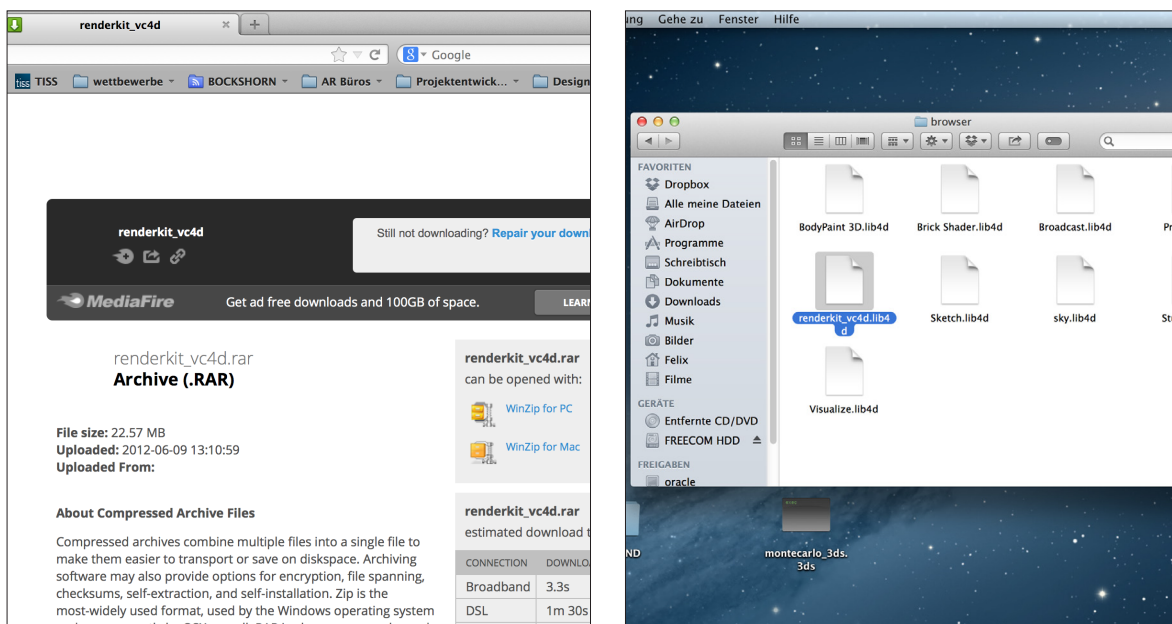 renderkit_vc4d
Google
TISS wettbewerbe BOCKSHORN AR Büros Projektentwick... Design
renderkit_vc4d
Still not downloading? Repair your down
MediaFire
Get ad free downloads and 100GB of space.
LEARN
renderkit_vc4d.rar
Archive (.RAR)
File size: 22.57 MB
Uploaded: 2012-06-09 13:10:59
Uploaded From:
About Compressed Archive Files
Compressed archives combine multiple files into a single file to
make them easier to transport or save on diskspace. Archiving
software may also provide options for encryption, file spanning,
checksums, self-extraction, and self-installation. Zip is the
most-widely used format, used by the Windows operating system
renderkit_vc4d.rar
can be opened with:
WinZip for PC
WinZip for Mac
renderkit_vc4d.rar
estimated download t
CONNECTION DOWNLO
Broadband 3.3s
DSL 1m 30s
ung Gehe zu Fenster Hilfe
browser
FAVORITEN
Dropbox
Alle meine Dateien
AirDrop
Programme
Schreibtisch
Dokumente
Downloads
Musik
Bilder
Felix
Filme
GERÄTE
Entfernte CD/DVD
FREECOM HDD
FREIGABEN
oracle
BodyPaint 3D.lib4d
Brick Shader.lib4d
Broadcast.lib4d
Pr
renderkit_vc4d.lib4
d
Sketch.lib4d
sky.lib4d
St
Visualize.lib4d
ND
montecarlo_3ds.
3ds